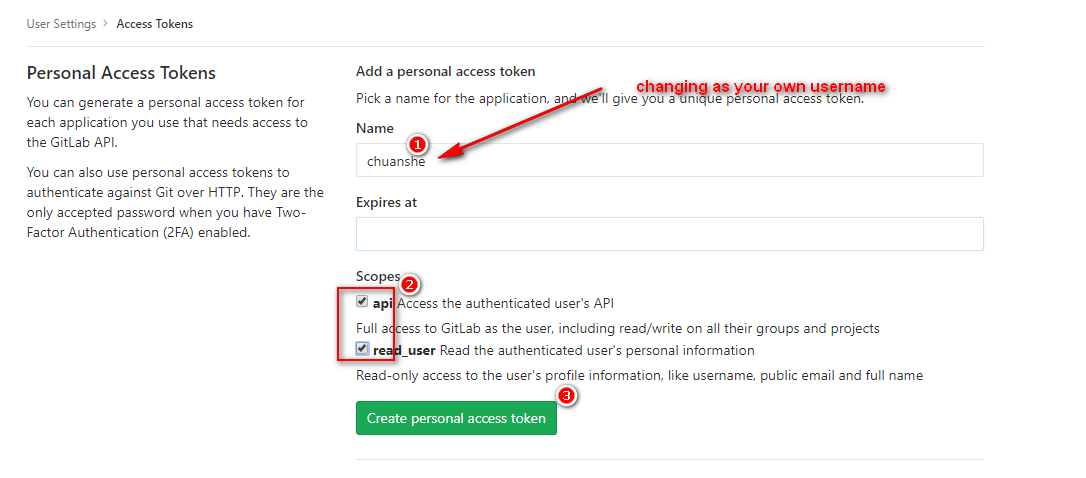 User Settings > Access Tokens
Personal Access Tokens
You can generate a personal access token for
each application you use that needs access to
the GitLab API.
You can also use personal access tokens to
authenticate against Git over HTTP. They are the
only accepted password when you have Two-
Factor Authentication (2FA) enabled.
Add a personal access token
changing as your own username
Pick a name for the application, and we'll give you a unique personal access token.
Name
1
chuanshe
Expires at
Scopes
2
api Access the authenticated user's API
Full access to GitLab as the user, including read/write on all their groups and projects
read_user Read the authenticated user's personal information
Read-only access to the user's profile information, like username, public email and full name
3
Create personal access token